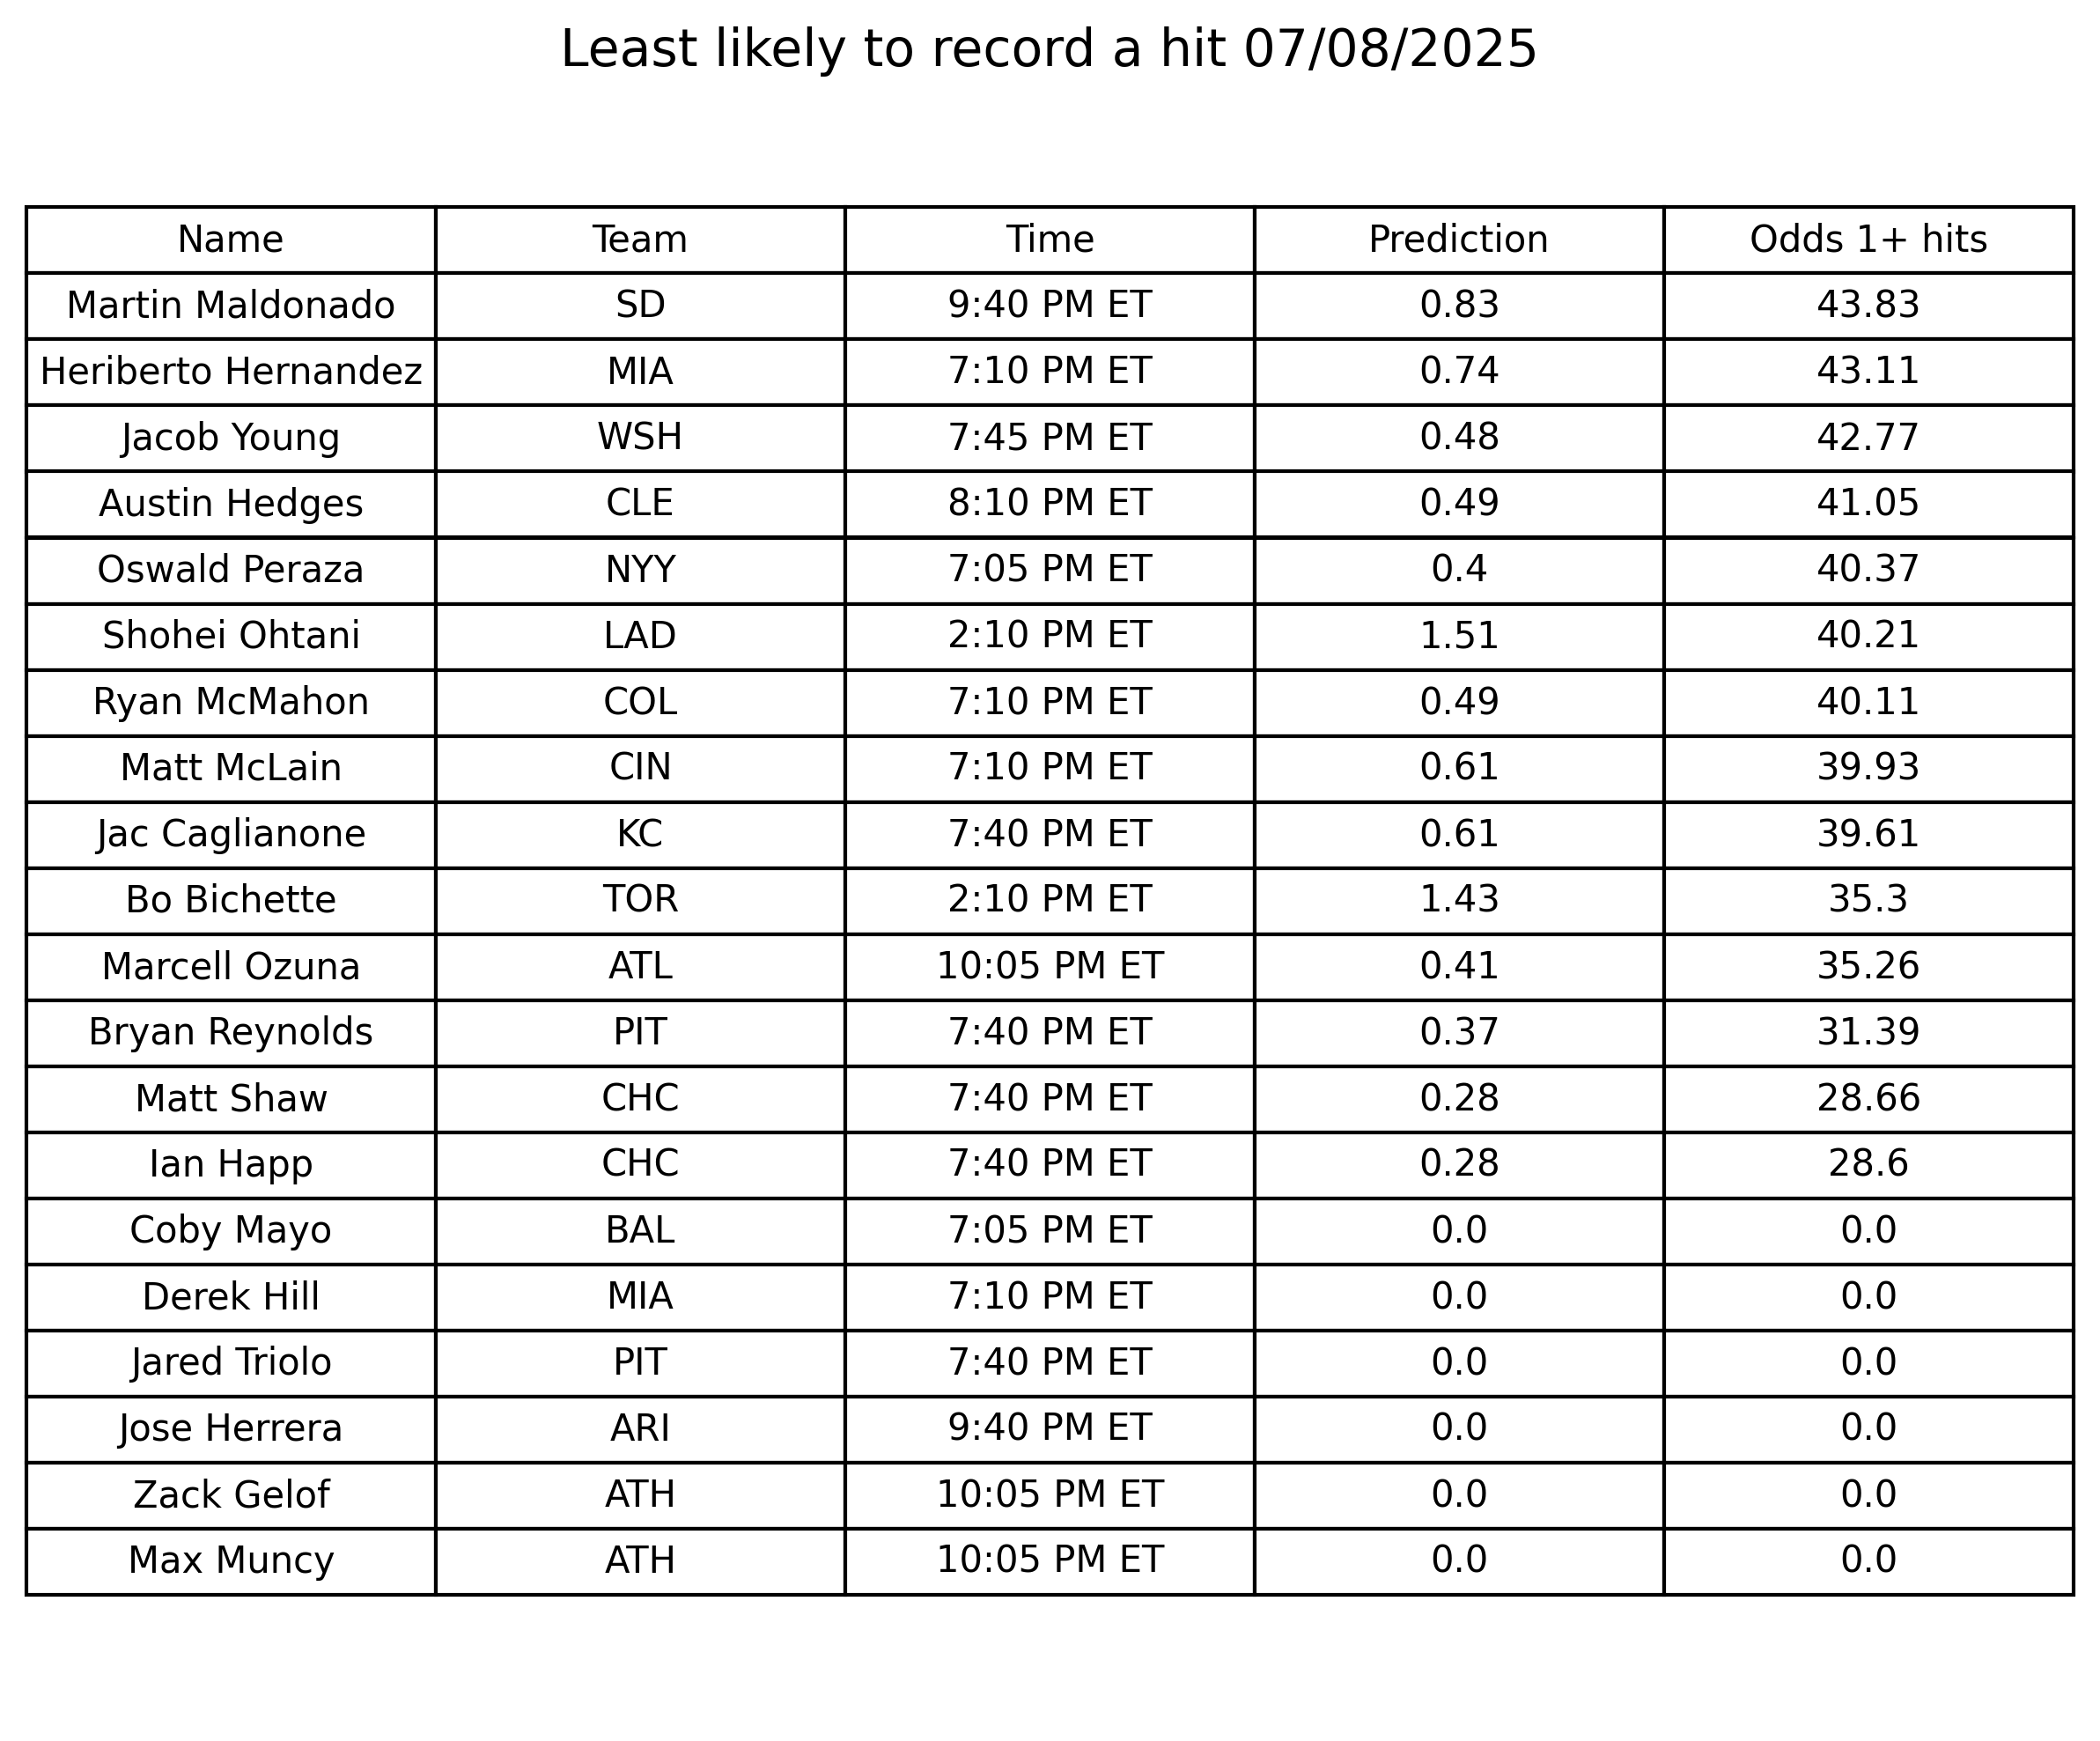 Least likely to record a hit 07/08/2025
Name Team Time Prediction Odds 1+ hits
Martin Maldonado SD 9:40 PM ET 0.83 43.83
Heriberto Hernandez MIA 7:10 PM ET 0.74 43.11
Jacob Young WSH 7:45 PM ET 0.48 42.77
Austin Hedges CLE 8:10 PM ET 0.49 41.05
Oswald Peraza NYY 7:05 PM ET 0.4 40.37
Shohei Ohtani LAD 2:10 PM ET 1.51 40.21
Ryan McMahon COL 7:10 PM ET 0.49 40.11
Matt McLain CIN 7:10 PM ET 0.61 39.93
Jac Caglianone KC 7:40 PM ET 0.61 39.61
Bo Bichette TOR 2:10 PM ET 1.43 35.3
Marcell Ozuna ATL 10:05 PM ET 0.41 35.26
Bryan Reynolds PIT 7:40 PM ET 0.37 31.39
Matt Shaw CHC 7:40 PM ET 0.28 28.66
Ian Happ CHC 7:40 PM ET 0.28 28.6
Coby Mayo BAL 7:05 PM ET 0.0 0.0
Derek Hill MIA 7:10 PM ET 0.0 0.0
Jared Triolo PIT 7:40 PM ET 0.0 0.0
Jose Herrera ARI 9:40 PM ET 0.0 0.0
Zack Gelof ATH 10:05 PM ET 0.0 0.0
Max Muncy ATH 10:05 PM ET 0.0 0.0